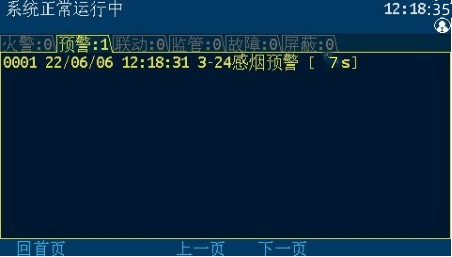 系统正常运行中 12:18:35
火警:0 预警:1 联动:0 监管:0 故障:0 屏蔽:0
0001 22/06/06 12:18:31 3-24感烟预警 [ 7s]
回首页 上一页 下一页